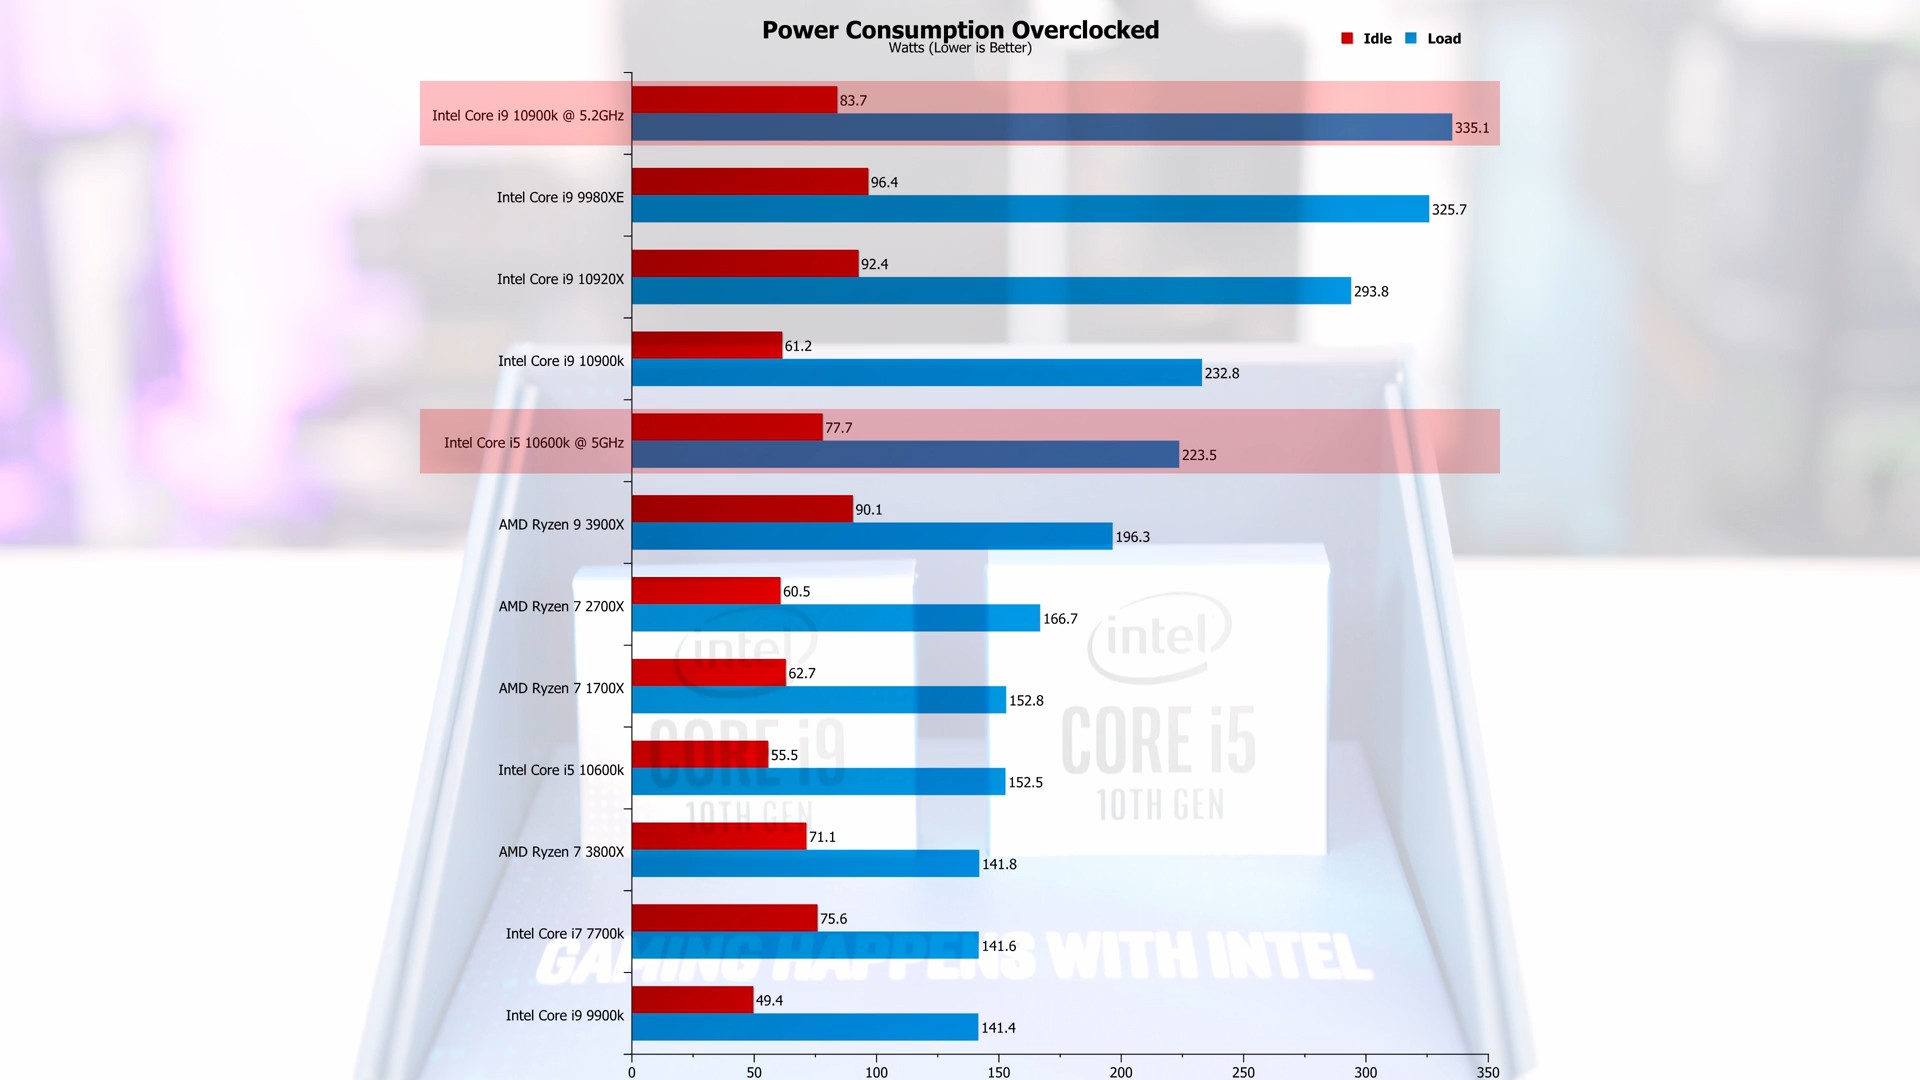 Power Consumption Overclocked
Watts (Lower is Better)
Idle Load
Intel Core i9 10900k @ 5.2GHz
83.7
335.1
Intel Core i9 9980XE
96.4
325.7
Intel Core i9 10920X
92.4
293.8
Intel Core i9 10900k
61.2
232.8
Intel Core i5 10600k @ 5GHz
77.7
223.5
AMD Ryzen 9 3900X
90.1
196.3
AMD Ryzen 7 2700X
60.5
166.7
AMD Ryzen 7 1700X
62.7
152.8
Intel Core i5 10600k
55.5
152.5
AMD Ryzen 7 3800X
71.1
141.8
Intel Core i7 7700k
75.6
141.6
Intel Core i9 9900k
49.4
141.4
0 50 100 150 200 250 300 350
intel
CORE i9
10TH GEN
intel
CORE i5
10TH GEN
GAMING HAPPENS WITH INTEL